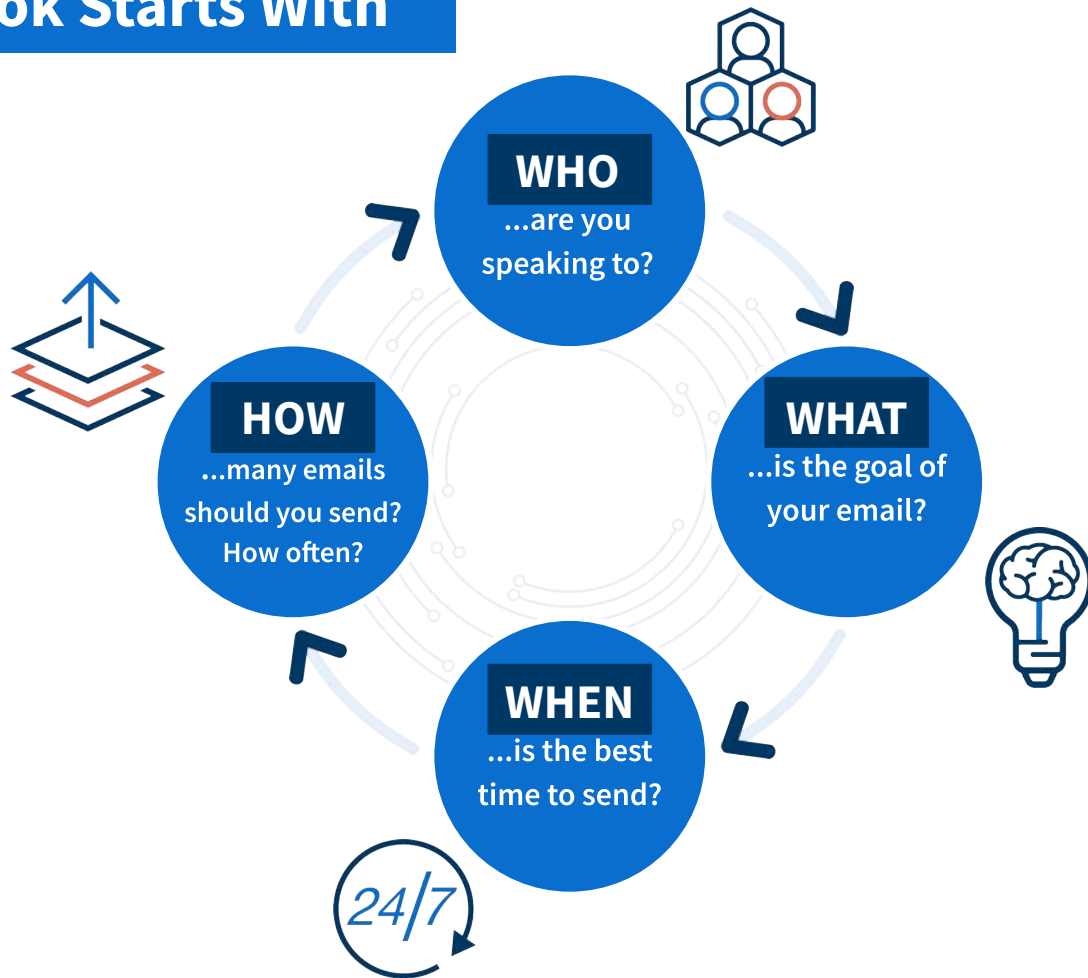 ok Starts With
WHO
...are you
speaking to?
WHAT
...is the goal of
your email?
WHEN
...is the best
time to send?
HOW
...many emails
should you send?
How often?
24/7